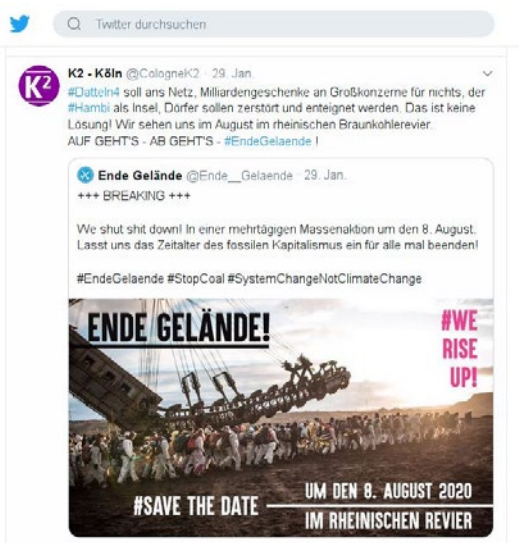 Twitter durchsuchen
K2 - Köln @CologneK2 · 29. Jan.
#Datteln4 soll ans Netz, Milliardengeschenke an Großkonzerne für nichts, der
#Hambi als Insel, Dörfer sollen zerstört und enteignet werden. Das ist keine
Lösung! Wir sehen uns im August im rheinischen Braunkohlerevier.
AUF GEHT'S - AB GEHT'S - #EndeGelaende !
K2
Ende Gelände @Ende__Gelaende · 29. Jan.
+++ BREAKING +++
We shut shit down! In einer mehrtägigen Massenaktion um den 8. August.
Lasst uns das Zeitalter des fossilen Kapitalismus ein für alle mal beenden!
#EndeGelaende #StopCoal #SystemChangeNotClimateChange
ENDE GELÄNDE!
#WE
RISE
UP!
#SAVE THE DATE
UM DEN 8. AUGUST 2020
IM RHEINISCHEN REVIER